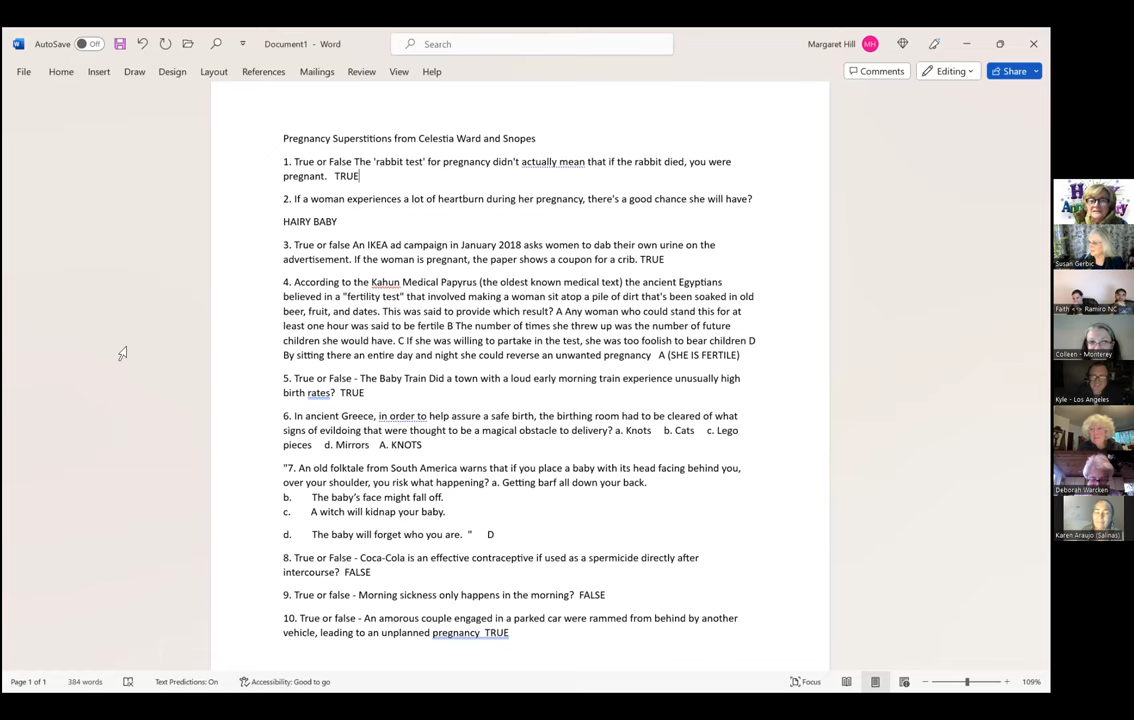 AutoSave Off Document1 - Word Search Margaret Hill MH
File Home Insert Draw Design Layout References Mailings Review View Help Comments Editing Share
Pregnancy Superstitions from Celestia Ward and Snopes
1. True or False The 'rabbit test' for pregnancy didn't actually mean that if the rabbit died, you were
pregnant. TRUE
2. If a woman experiences a lot of heartburn during her pregnancy, there's a good chance she will have?
HAIRY BABY
3. True or false An IKEA ad campaign in January 2018 asks women to dab their own urine on the
advertisement. If the woman is pregnant, the paper shows a coupon for a crib. TRUE
4. According to the Kahun Medical Papyrus (the oldest known medical text) the ancient Egyptians
believed in a "fertility test" that involved making a woman sit atop a pile of dirt that's been soaked in old
beer, fruit, and dates. This was said to provide which result? A Any woman who could stand this for at
least one hour was said to be fertile B The number of times she threw up was the number of future
children she would have. C If she was willing to partake in the test, she was too foolish to bear children D
By sitting there an entire day and night she could reverse an unwanted pregnancy A (SHE IS FERTILE)
5. True or False - The Baby Train Did a town with a loud early morning train experience unusually high
birth rates? TRUE
6. In ancient Greece, in order to help assure a safe birth, the birthing room had to be cleared of what
signs of evildoing that were thought to be a magical obstacle to delivery? a. Knots b. Cats c. Lego
pieces d. Mirrors A. KNOTS
"7. An old folktale from South America warns that if you place a baby with its head facing behind you,
over your shoulder, you risk what happening? a. Getting barf all down your back.
b. The baby's face might fall off.
c. A witch will kidnap your baby.
d. The baby will forget who you are. " D
8. True or False - Coca-Cola is an effective contraceptive if used as a spermicide directly after
intercourse? FALSE
9. True or false - Morning sickness only happens in the morning? FALSE
10. True or false - An amorous couple engaged in a parked car were rammed from behind by another
vehicle, leading to an unplanned pregnancy TRUE
Page 1 of 1 384 words Text Predictions: On Accessibility: Good to go Focus 109%
Susan Gerbic
Faith <-> Ramiro NC
Colleen - Monterey
Kyle - Los Angeles
Deborah Warcken
Karen Araujo (Salinas)